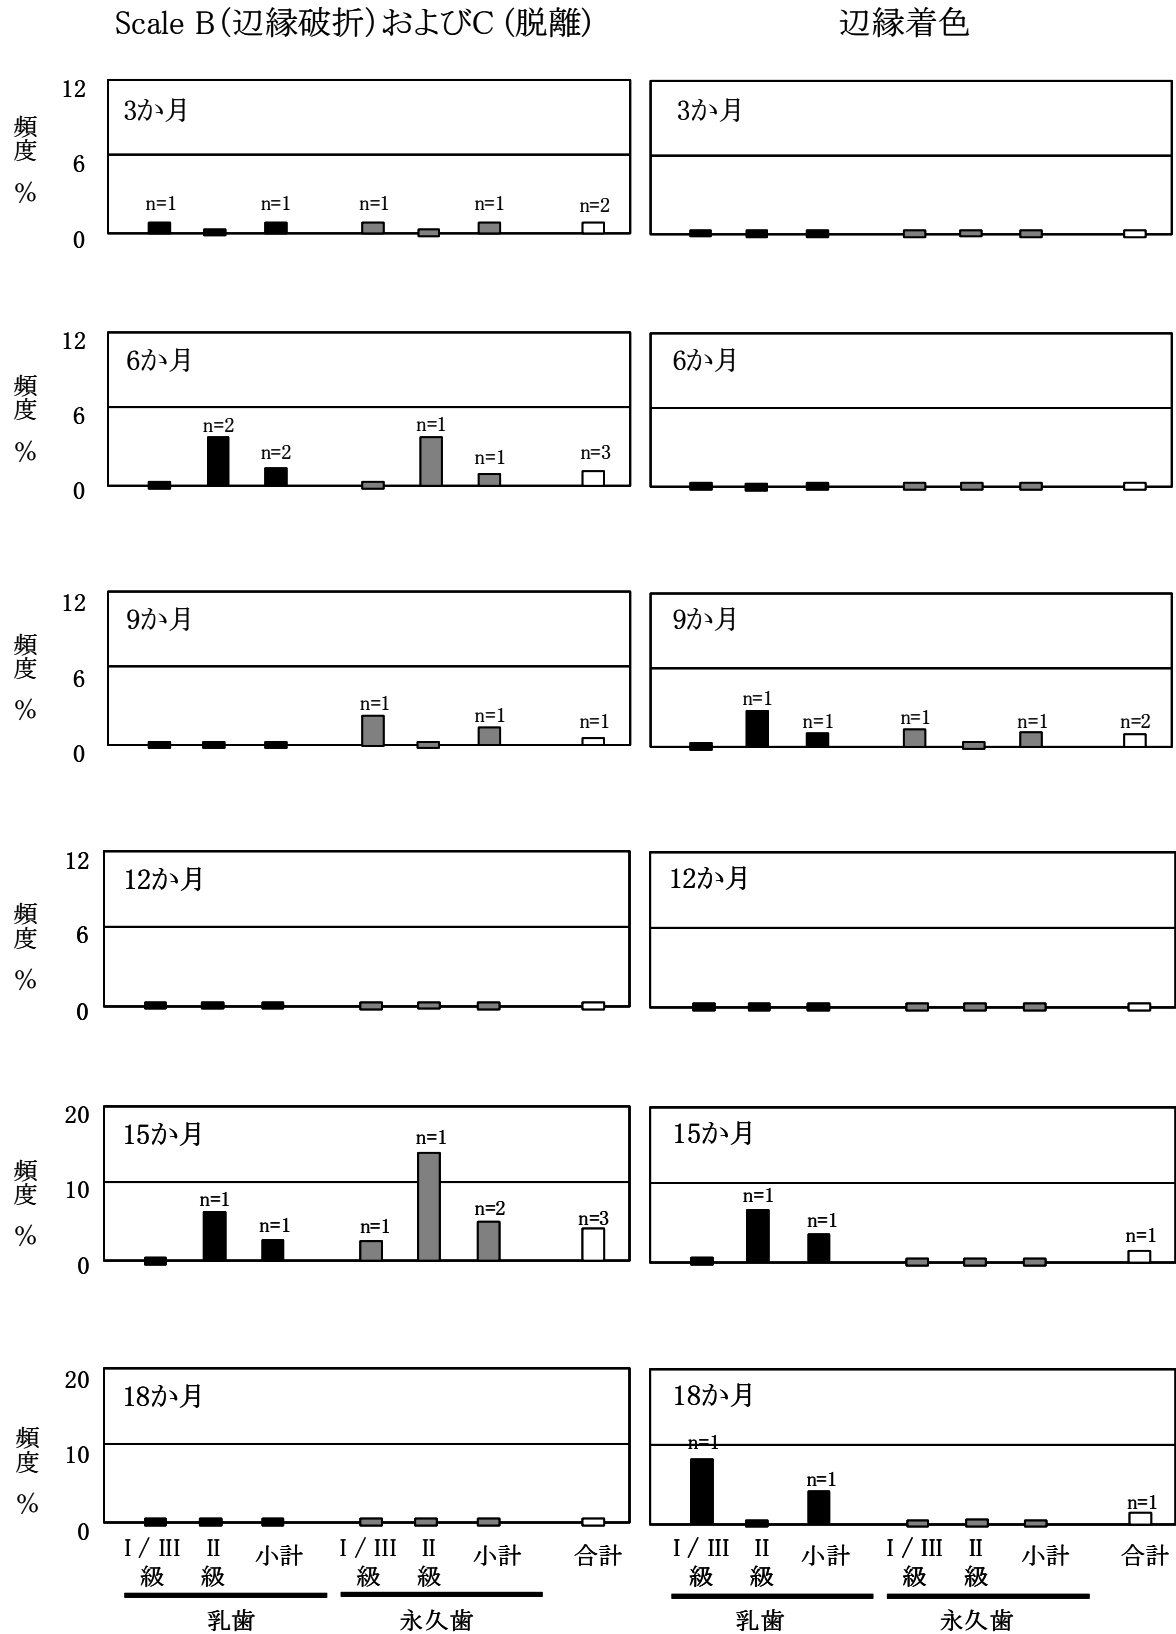 Scale B(辺縁破折)およびC (脱離)
辺縁着色
頻度 %
12
6
0
3か月
n=1
n=1
n=1
n=1
n=2
3か月
頻度 %
12
6
0
6か月
n=2
n=2
n=1
n=1
n=3
6か月
頻度 %
12
6
0
9か月
n=1
n=1
n=1
9か月
n=1
n=1
n=1
n=1
n=2
頻度 %
12
6
0
12か月
12か月
頻度 %
20
10
0
15か月
n=1
n=1
n=1
n=1
n=2
n=3
15か月
n=1
n=1
n=1
頻度 %
20
10
0
18か月
18か月
n=1
n=1
n=1
I / III 級
II 級
小計
I / III 級
II 級
小計
合計
乳歯
永久歯
I / III 級
II 級
小計
I / III 級
II 級
小計
合計
乳歯
永久歯